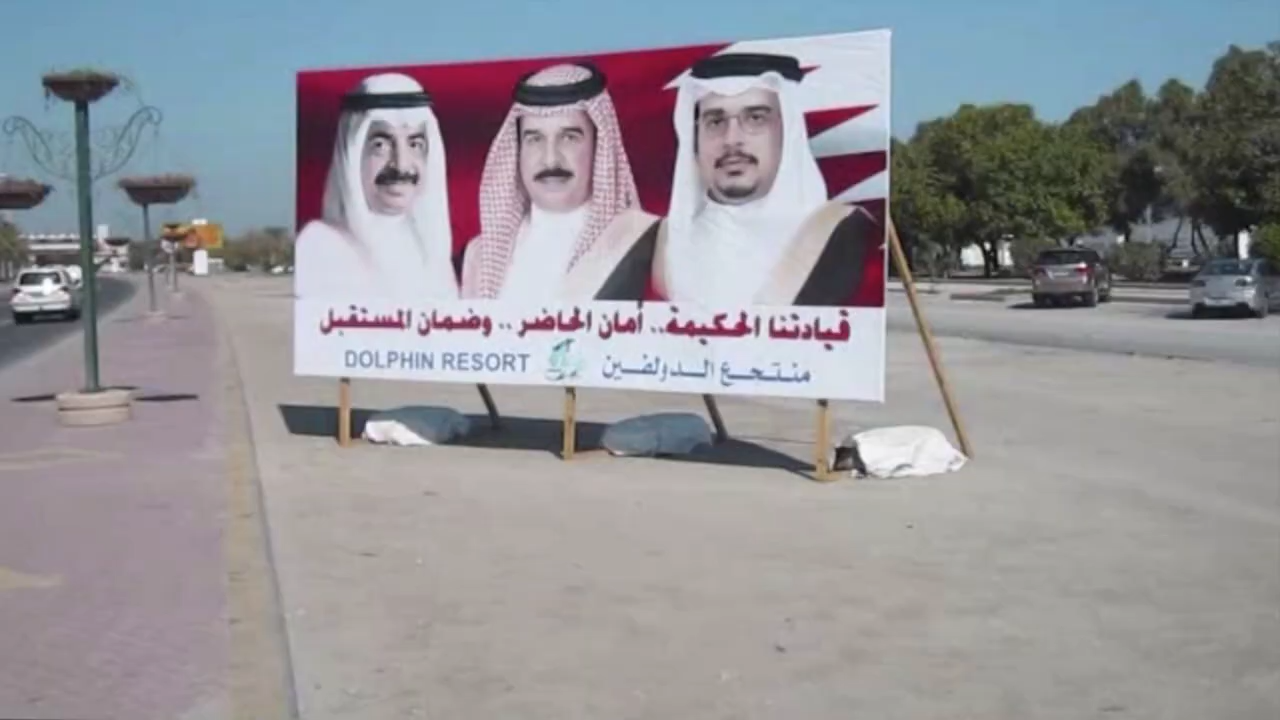 قيادتنا الحكيمة.. أمان الحاضر .. وضمان المستقبل
DOLPHIN RESORT منتجع الدولفين